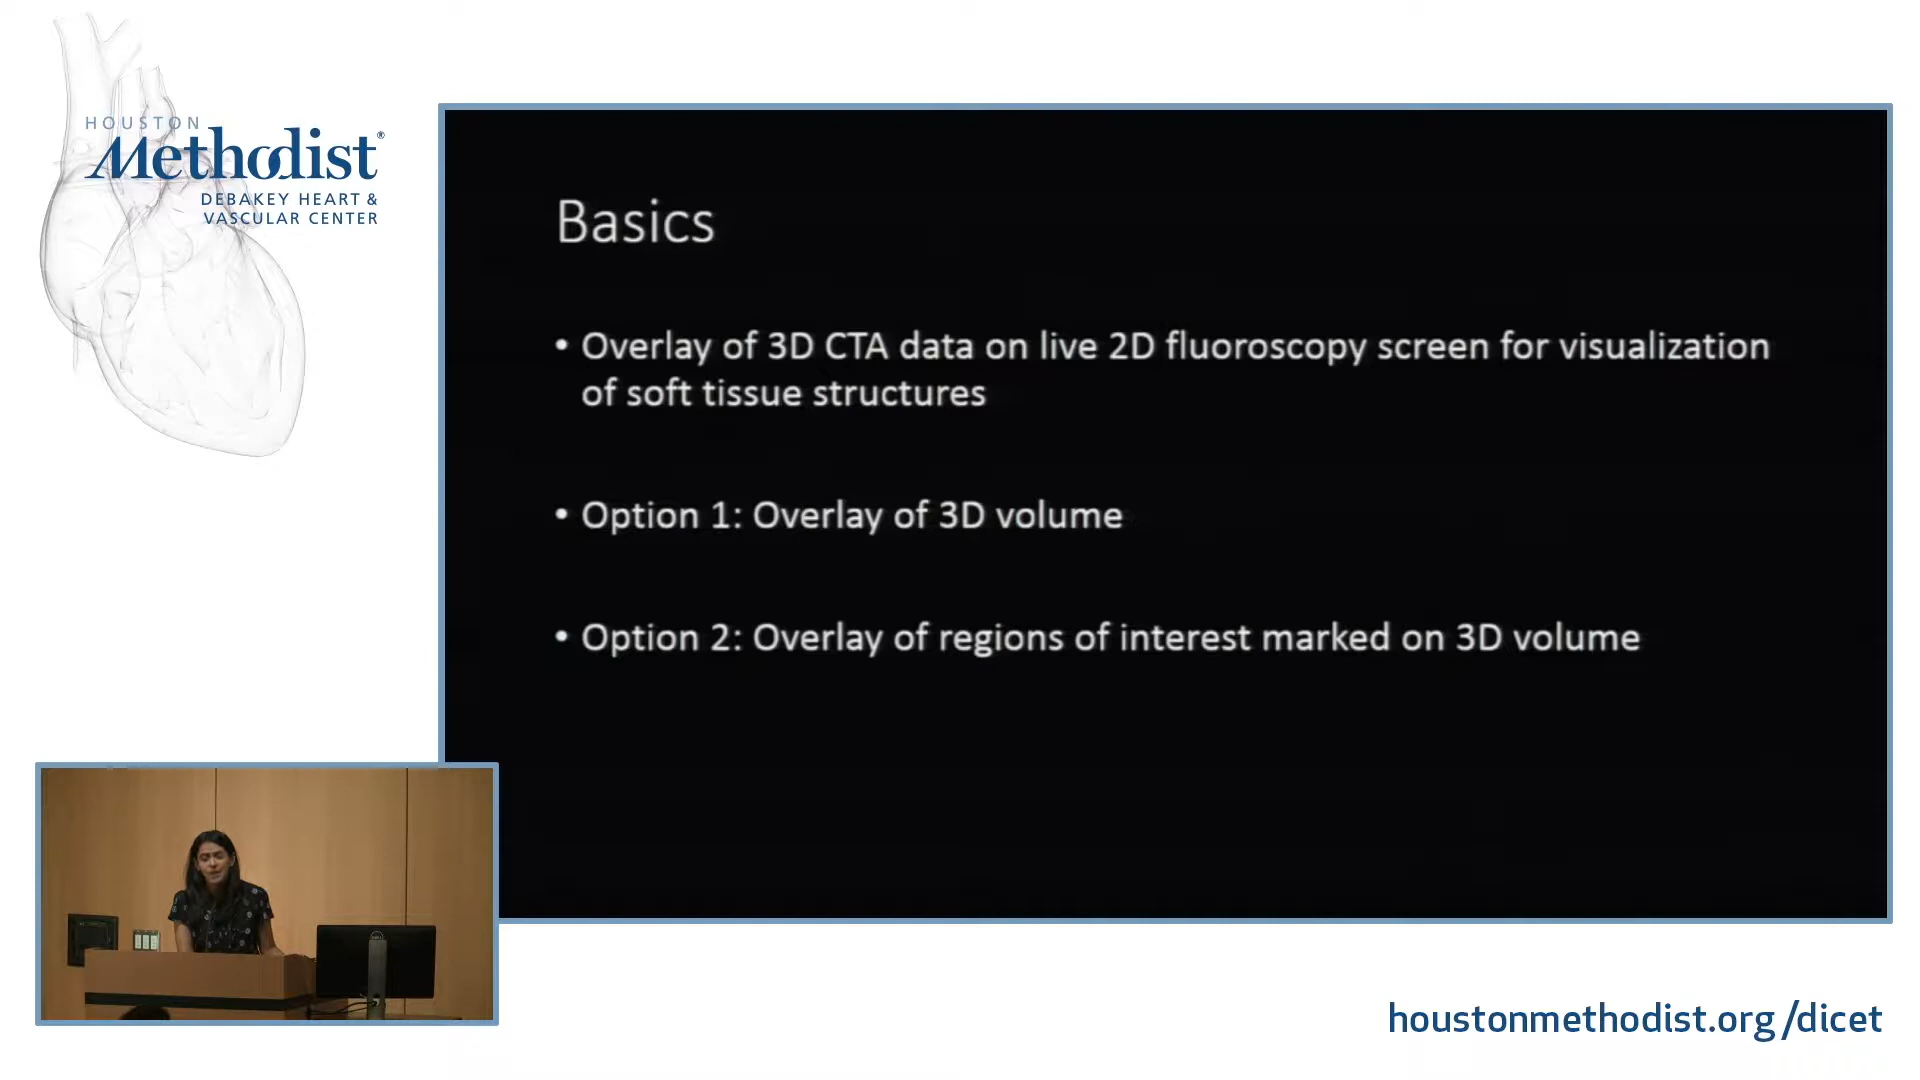 HOUSTON
Methodist®
DEBAKEY HEART &
VASCULAR CENTER
Basics
• Overlay of 3D CTA data on live 2D fluoroscopy screen for visualization
of soft tissue structures
• Option 1: Overlay of 3D volume
• Option 2: Overlay of regions of interest marked on 3D volume
houstonmethodist.org/dicet